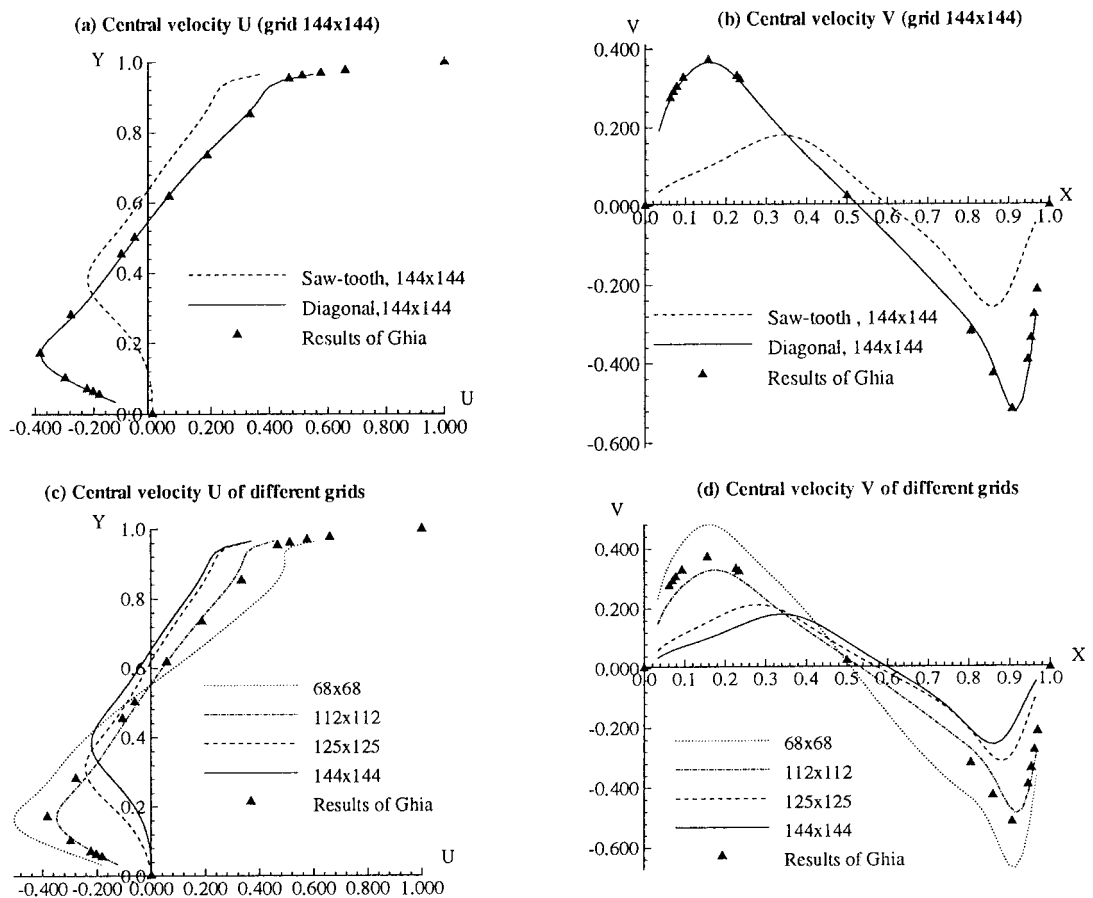 (a) Central velocity U (grid 144x144)
Y
1.0
0.8
0.6
0.4
0.2
0.0
Saw-tooth, 144x144
Diagonal,144x144
Results of Ghia
U
-0.400 -0.200 0.000 0.200 0.400 0.600 0.800 1.000
(b) Central velocity V (grid 144x144)
V
0.400
0.200
0.000
-0.200
-0.400
-0.600
X
0.0 0.1 0.2 0.3 0.4 0.5 0.6 0.7 0.8 0.9 1.0
Saw-tooth , 144x144
Diagonal, 144x144
Results of Ghia
(c) Central velocity U of different grids
Y
1.0
0.8
0.6
0.4
0.2
0.0
68x68
112x112
125x125
144x144
Results of Ghia
U
-0.400 -0.200 0.000 0.200 0.400 0.600 0.800 1.000
(d) Central velocity V of different grids
V
0.400
0.200
0.000
-0.200
-0.400
-0.600
X
0.0 0.1 0.2 0.3 0.4 0.5 0.6 0.7 0.8 0.9 1.0
68x68
112x112
125x125
144x144
Results of Ghia